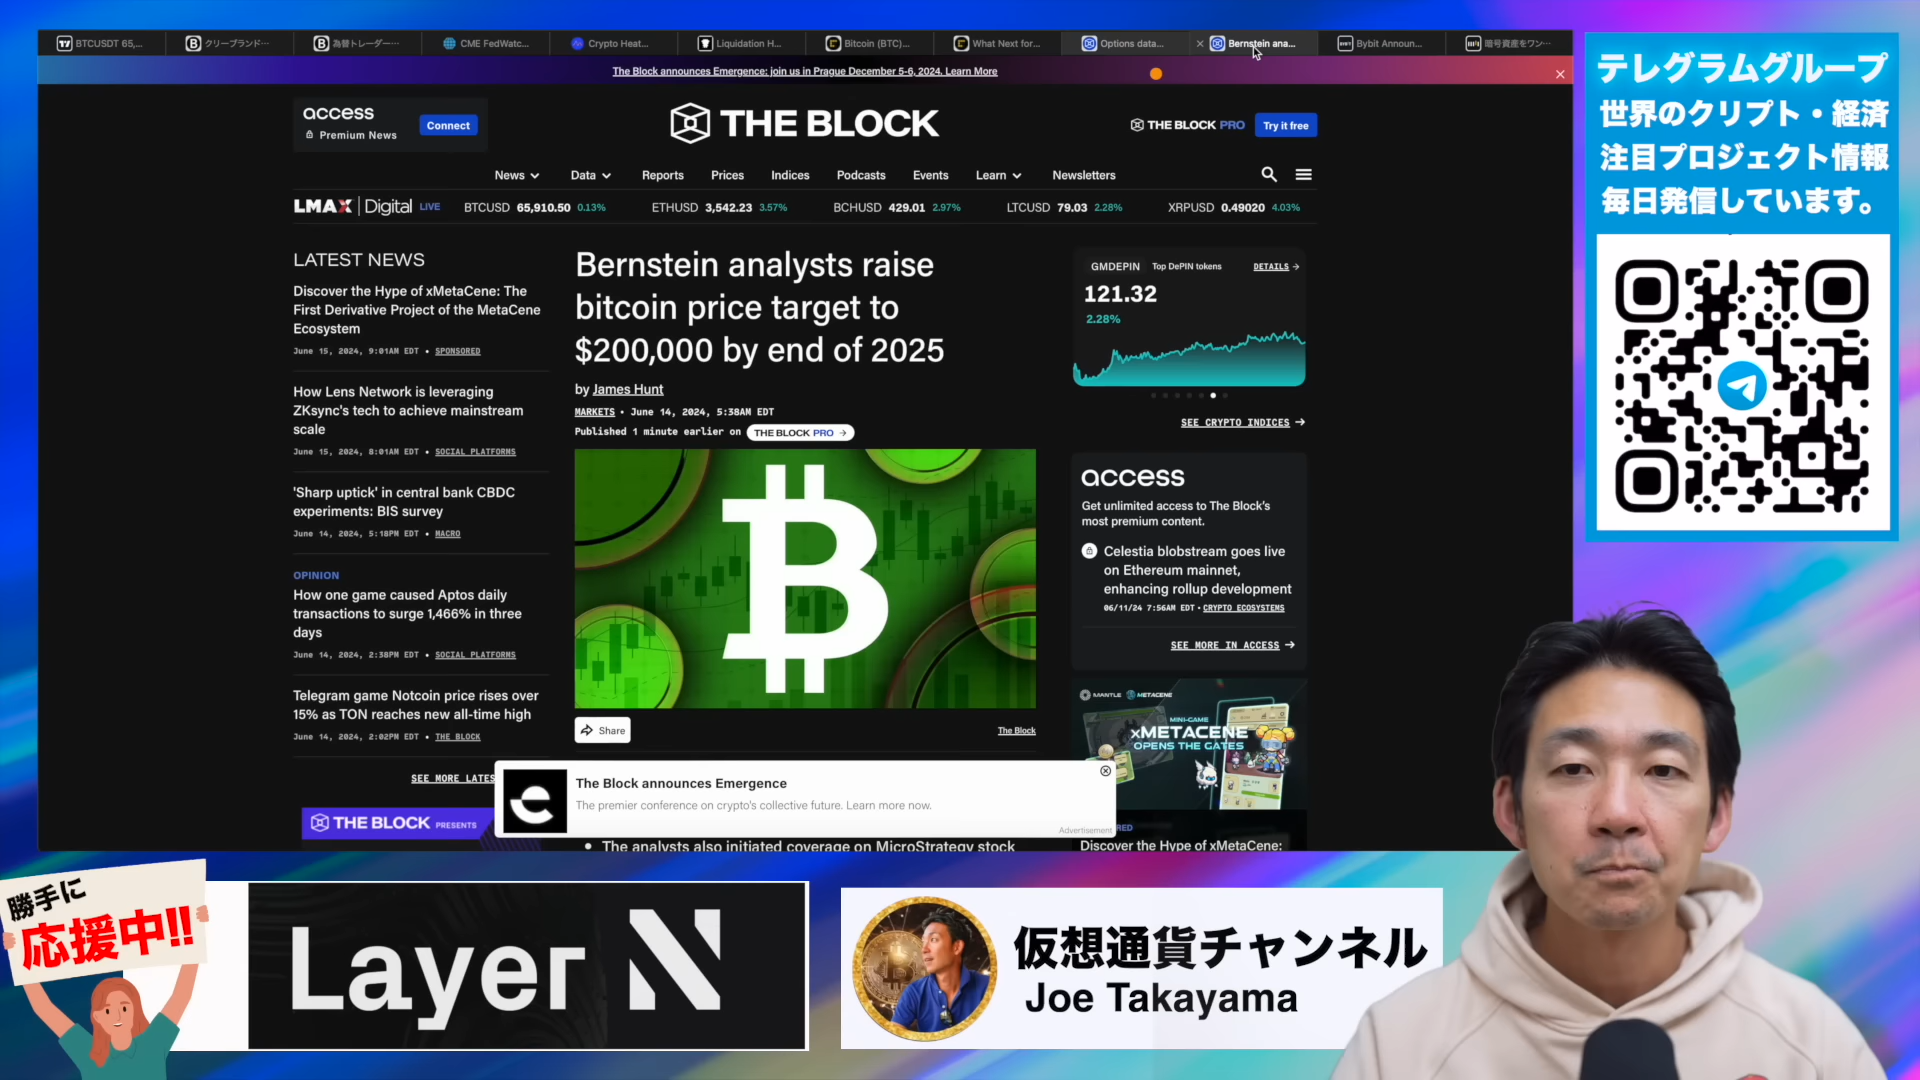 BTCUSDT 65,...
クリーブランド…
為替トレーダー…
CME FedWatc...
Crypto Heat...
Liquidation H...
Bitcoin (BTC)...
What Next for...
Options data...
Bernstein ana...
Bybit Announ...
暗号資産をワン…
The Block announces Emergence: join us in Prague December 5-6, 2024. Learn More
access
Premium News
Connect
THE BLOCK
THE BLOCK PRO
Try it free
News
Data
Reports
Prices
Indices
Podcasts
Events
Learn
Newsletters
LMAX Digital LIVE
BTCUSD 65,910.50 0.13%
ETHUSD 3,542.23 3.57%
BCHUSD 429.01 2.97%
LTCUSD 79.03 2.28%
XRPUSD 0.49020 4.03%
LATEST NEWS
Discover the Hype of xMetaCene: The
First Derivative Project of the MetaCene
Ecosystem
June 15, 2024, 9:01AM EDT • SPONSORED
How Lens Network is leveraging
ZKsync's tech to achieve mainstream
scale
June 15, 2024, 8:01AM EDT • SOCIAL PLATFORMS
'Sharp uptick' in central bank CBDC
experiments: BIS survey
June 14, 2024, 5:18PM EDT • MACRO
OPINION
How one game caused Aptos daily
transactions to surge 1,466% in three
days
June 14, 2024, 2:38PM EDT • SOCIAL PLATFORMS
Telegram game Notcoin price rises over
15% as TON reaches new all-time high
June 14, 2024, 2:02PM EDT • THE BLOCK
SEE MORE LATES
THE BLOCK PRESENTS
Bernstein analysts raise
bitcoin price target to
$200,000 by end of 2025
by James Hunt
MARKETS • June 14, 2024, 5:38AM EDT
Published 1 minute earlier on THE BLOCK PRO →
Share
The Block
The Block announces Emergence
The premier conference on crypto's collective future. Learn more now.
Advertisement
• The analysts also initiated coverage on MicroStrategy stock
GMDEPIN Top DePIN tokens DETAILS →
121.32
2.28%
SEE CRYPTO INDICES →
access
Get unlimited access to The Block's
most premium content.
Celestia blobstream goes live
on Ethereum mainnet,
enhancing rollup development
06/11/24 7:56AM EDT • CRYPTO ECOSYSTEMS
SEE MORE IN ACCESS →
MANTLE METACENE
MINI-GAME
xMETACENE
OPENS THE GATES
RED
Discover the Hype of xMetaCene:
テレグラムグループ
世界のクリプト・経済
注目プロジェクト情報
毎日発信しています。
勝手に
応援中!!
Layer N
仮想通貨チャンネル
Joe Takayama